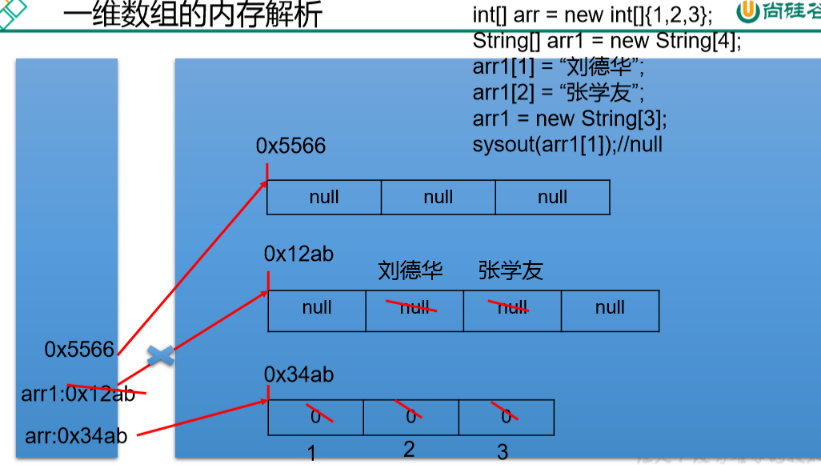 一维数组的内存解析
尚硅谷
int[] arr = new int[]{1,2,3};
String[] arr1 = new String[4];
arr1[1] = “刘德华”;
arr1[2] = “张学友”;
arr1 = new String[3];
sysout(arr1[1]);//null
0x5566
null null null
0x12ab
刘德华 张学友
null null null null
0x5566
0x34ab
arr1:0x12ab
0 0 0
arr:0x34ab
1 2 3